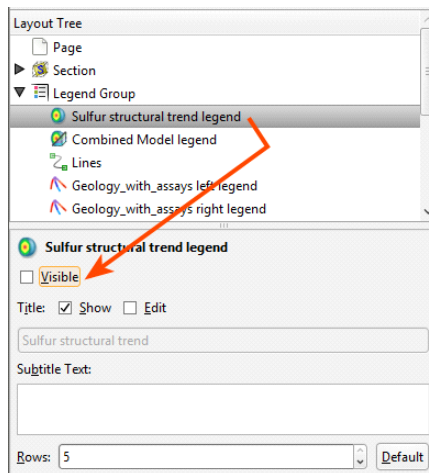 Layout Tree
Page
Section
Legend Group
Sulfur structural trend legend
Combined Model legend
Lines
Geology_with_assays left legend
Geology_with_assays right legend
Sulfur structural trend legend
Visible
Title: Show Edit
Sulfur structural trend
Subtitle Text:
Rows: 5 Default